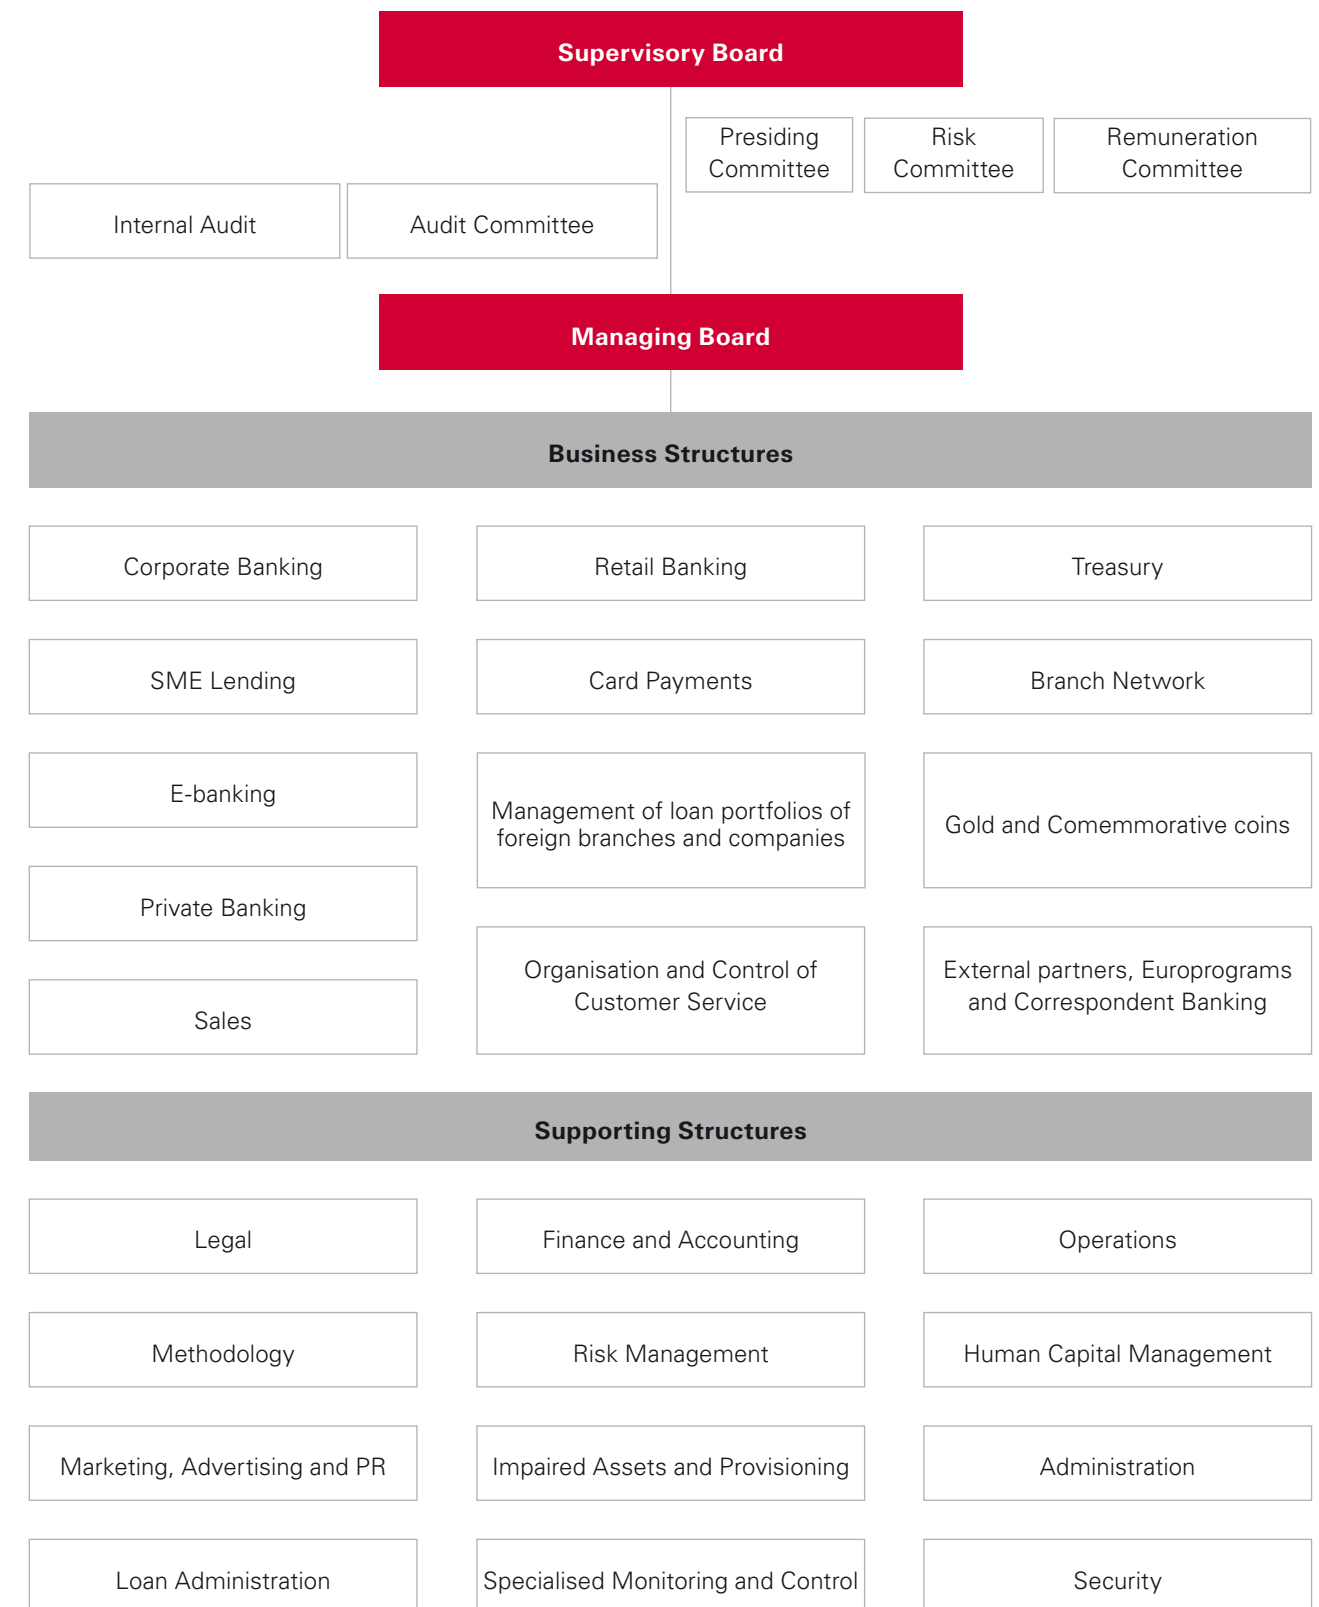 Supervisory Board
Presiding
Committee
Risk
Committee
Remuneration
Committee
Internal Audit
Audit Committee
Managing Board
Business Structures
Corporate Banking
Retail Banking
Treasury
SME Lending
Card Payments
Branch Network
E-banking
Management of loan portfolios of
foreign branches and companies
Gold and Comemmorative coins
Private Banking
Organisation and Control of
Customer Service
External partners, Europrograms
and Correspondent Banking
Sales
Supporting Structures
Legal
Finance and Accounting
Operations
Methodology
Risk Management
Human Capital Management
Marketing, Advertising and PR
Impaired Assets and Provisioning
Administration
Loan Administration
Specialised Monitoring and Control
Security